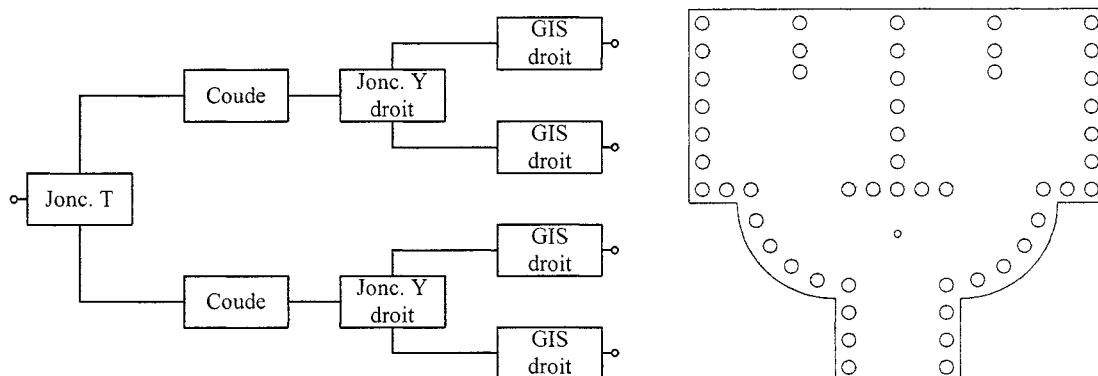 GIS
droit
Coude
Jonc. Y
droit
GIS
droit
Jonc. T
GIS
droit
Coude
Jonc. Y
droit
GIS
droit